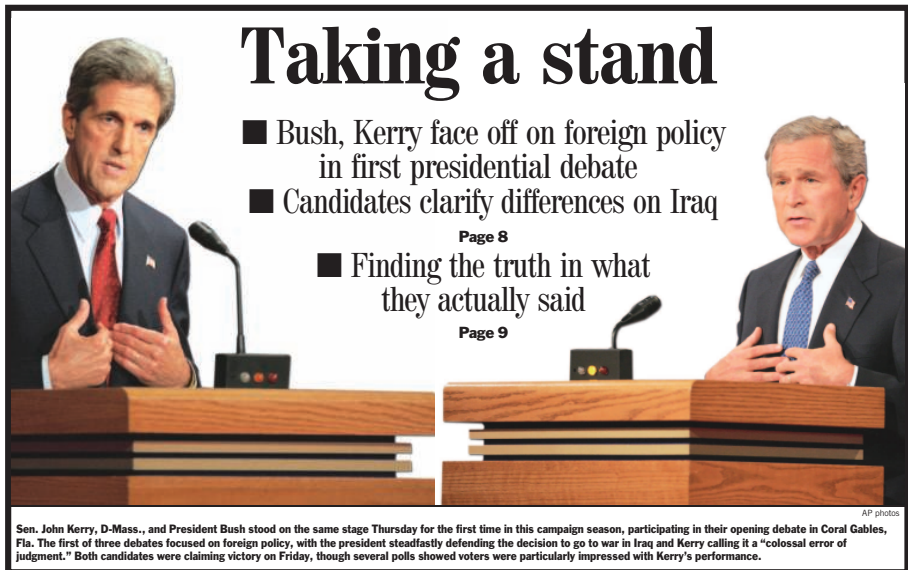 Taking a stand
■ Bush, Kerry face off on foreign policy
in first presidential debate
■ Candidates clarify differences on Iraq
Page 8
■ Finding the truth in what
they actually said
Page 9
AP photos
Sen. John Kerry, D-Mass., and President Bush stood on the same stage Thursday for the first time in this campaign season, participating in their opening debate in Coral Gables,
Fla. The first of three debates focused on foreign policy, with the president steadfastly defending the decision to go to war in Iraq and Kerry calling it a “colossal error of
judgment.” Both candidates were claiming victory on Friday, though several polls showed voters were particularly impressed with Kerry’s performance.